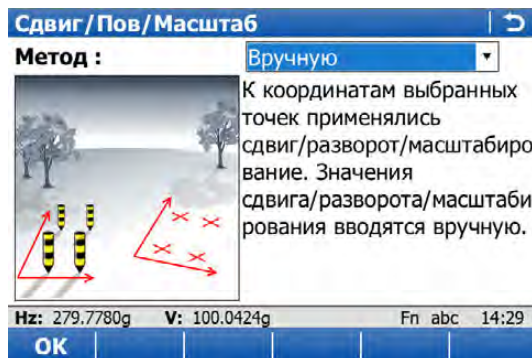 Сдвиг/Пов/Масштаб
Метод :
Вручную
К координатам выбранных
точек применялись
сдвиг/разворот/масштабиро
вание. Значения
сдвига/разворота/масштаби
рования вводятся вручную.
Hz: 279.7780g V: 100.0424g Fn abc 14:29
OK